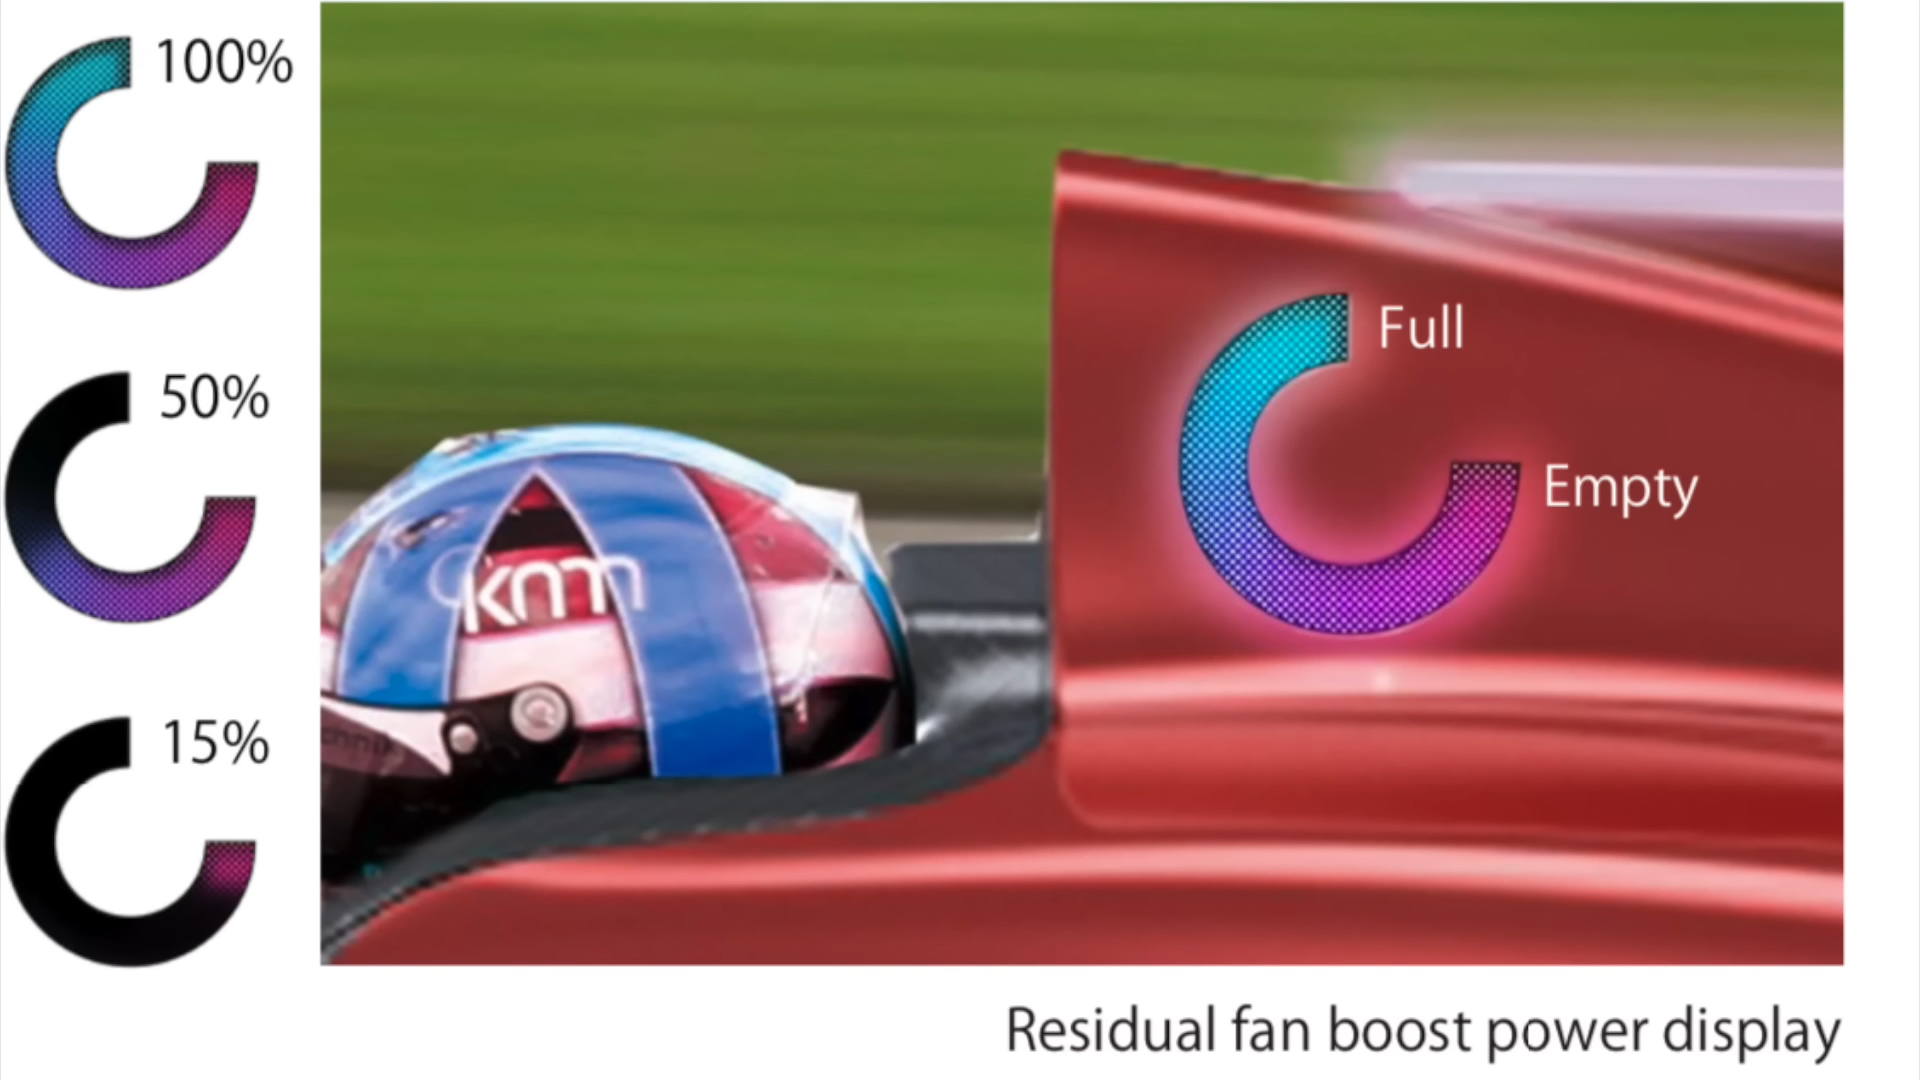 100%
50%
15%
Full
Empty
knm
Residual fan boost power display